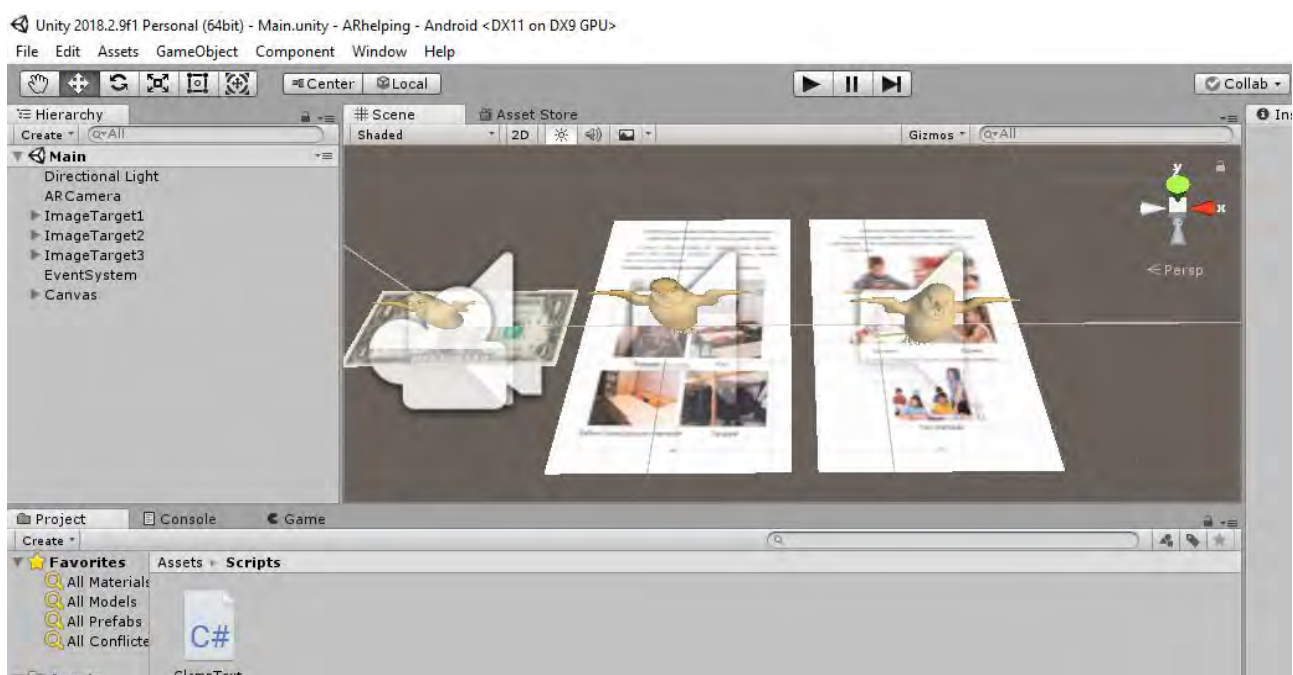 Unity 2018.2.9f1 Personal (64bit) - Main.unity - ARhelping - Android <DX11 on DX9 GPU>
File Edit Assets GameObject Component Window Help
Center Local Collab
Hierarchy # Scene Asset Store
Create All Shaded 2D Gizmos All
Main
Directional Light
ARCamera
ImageTarget1
ImageTarget2
ImageTarget3
EventSystem
Canvas
y
x
Persp
Project Console Game
Create
Favorites Assets Scripts
All Materials
All Models
All Prefabs
All Conflicte
C#